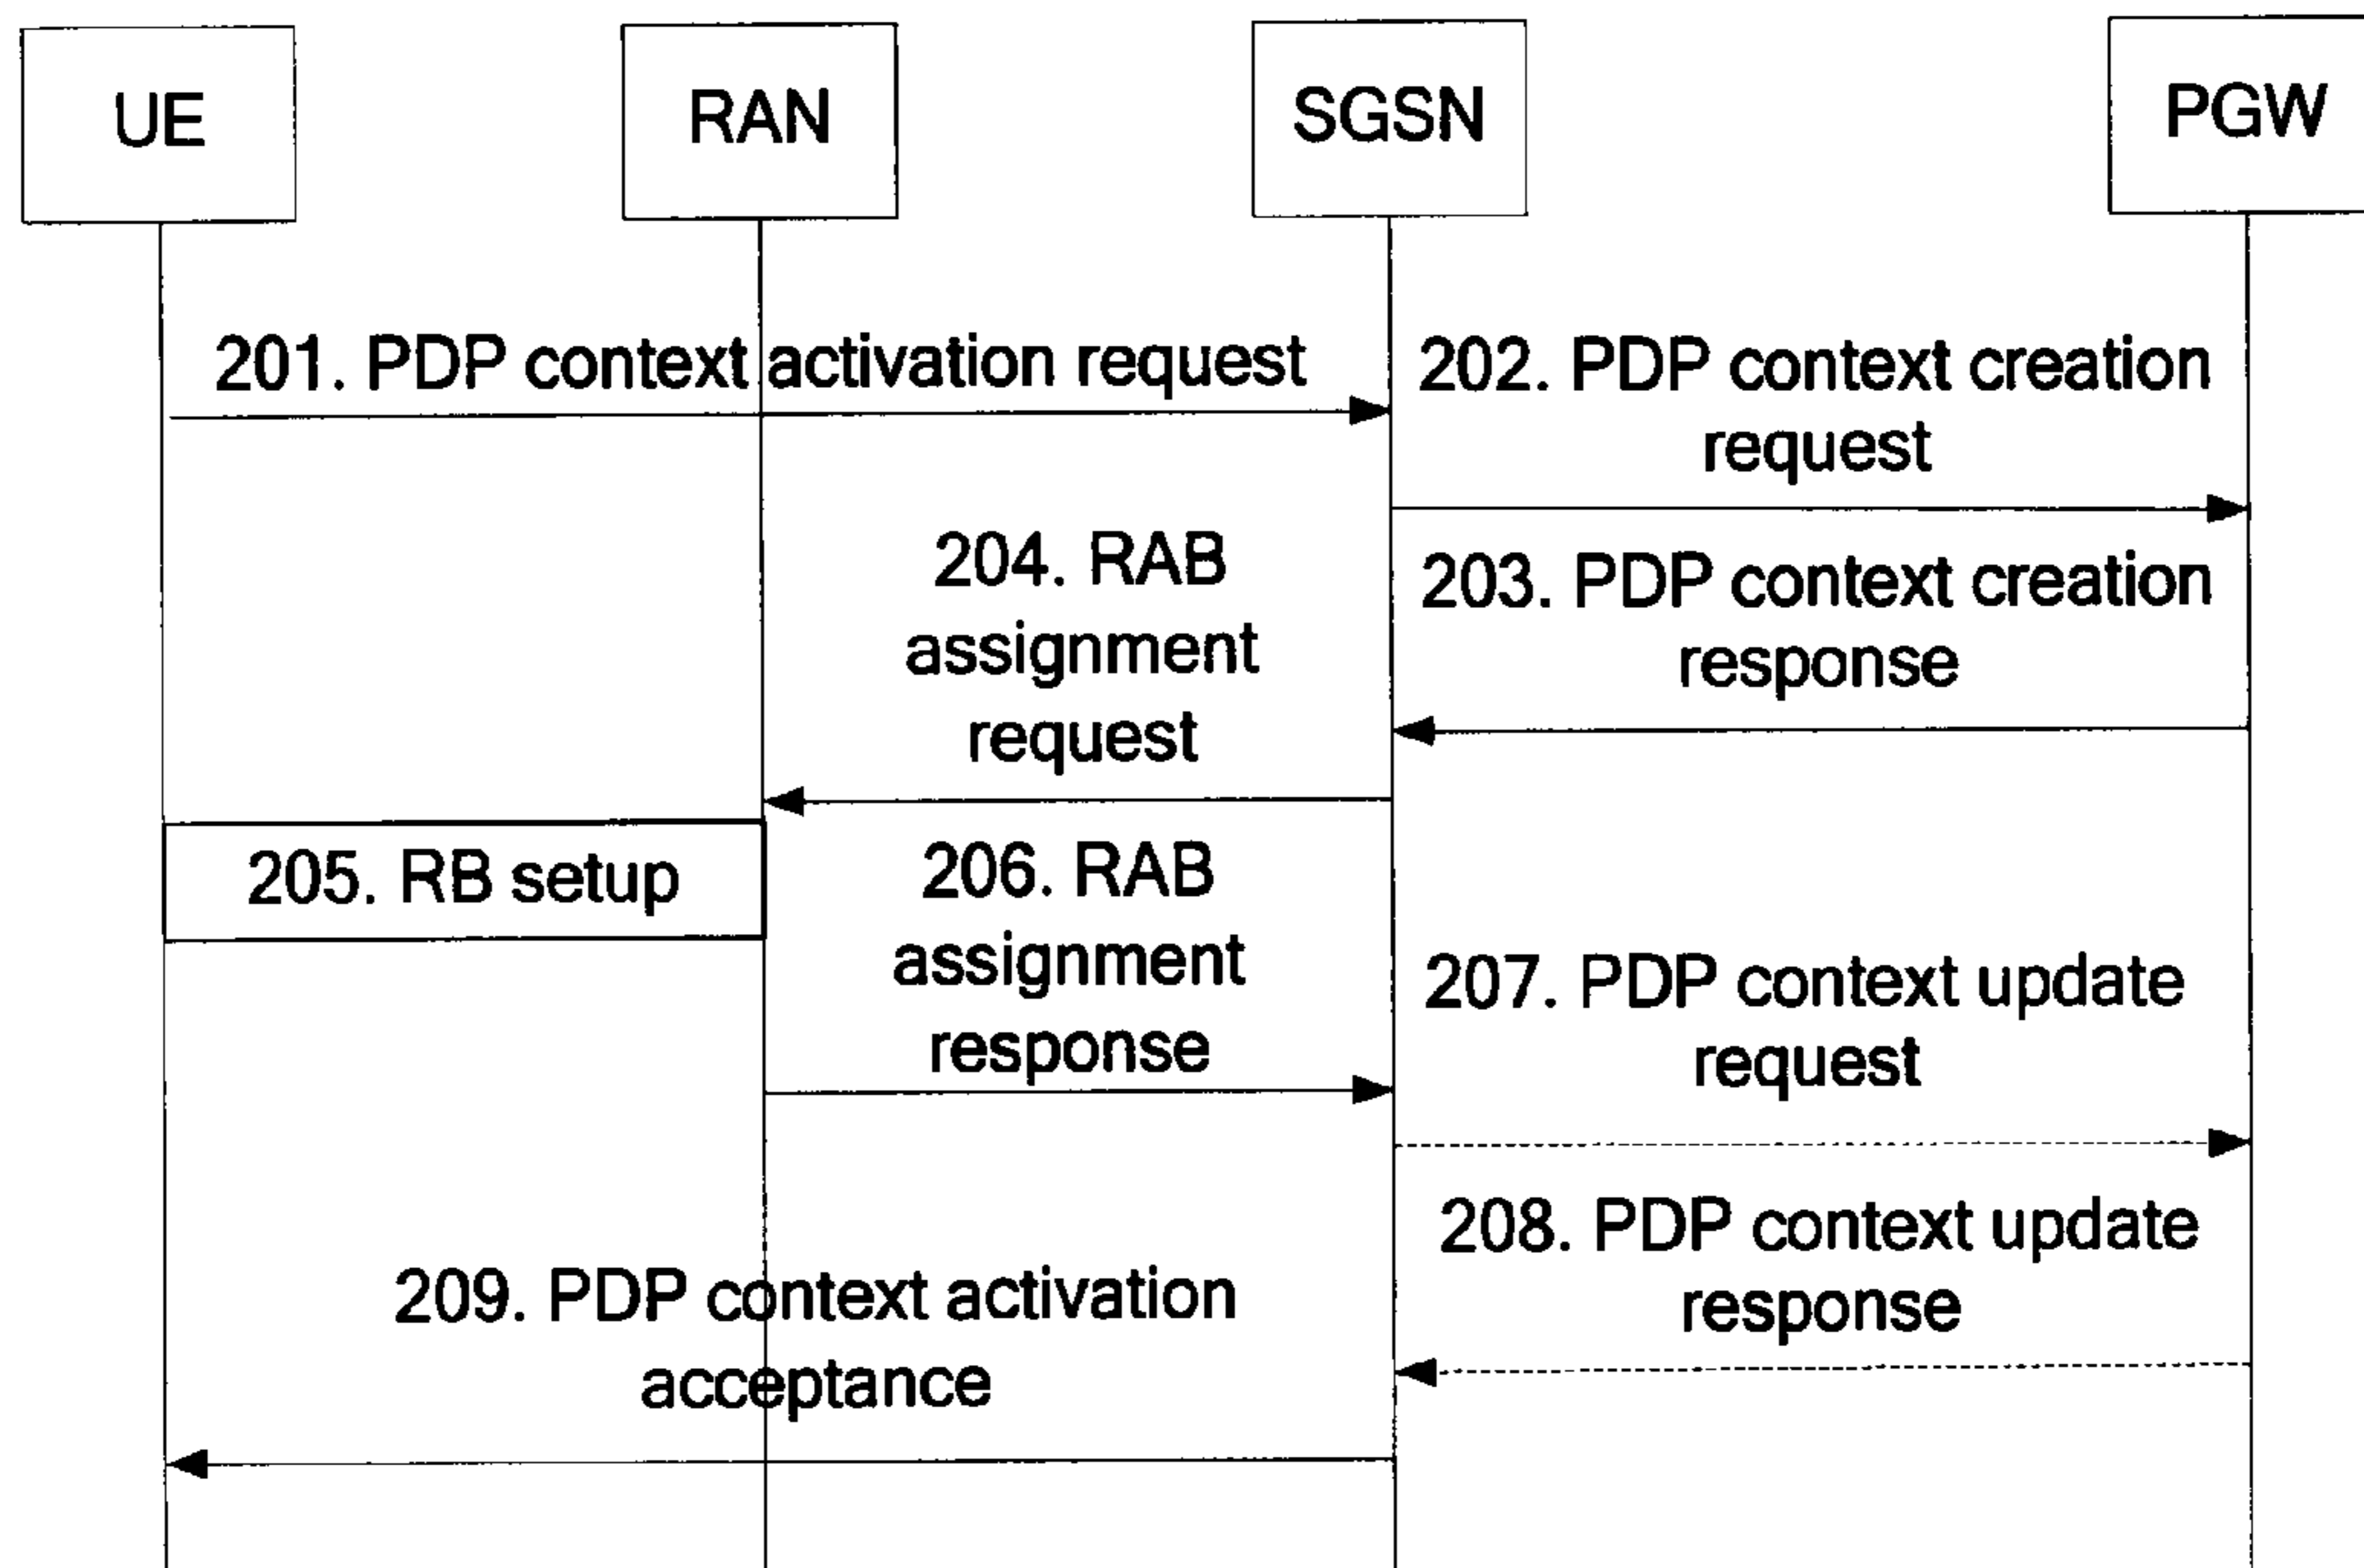 UE
RAN
SGSN
PGW
201. PDP context activation request
202. PDP context creation
request
203. PDP context creation
response
204. RAB
assignment
request
205. RB setup
206. RAB
assignment
response
207. PDP context update
request
208. PDP context update
response
209. PDP context activation
acceptance